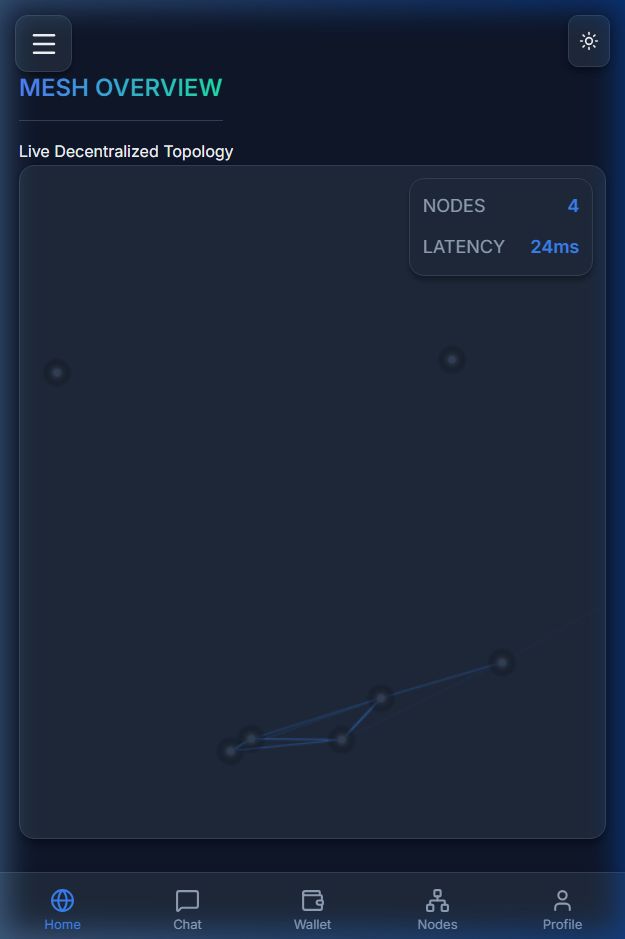 MESH OVERVIEW
Live Decentralized Topology
NODES 4
LATENCY 24ms
Home Chat Wallet Nodes Profile